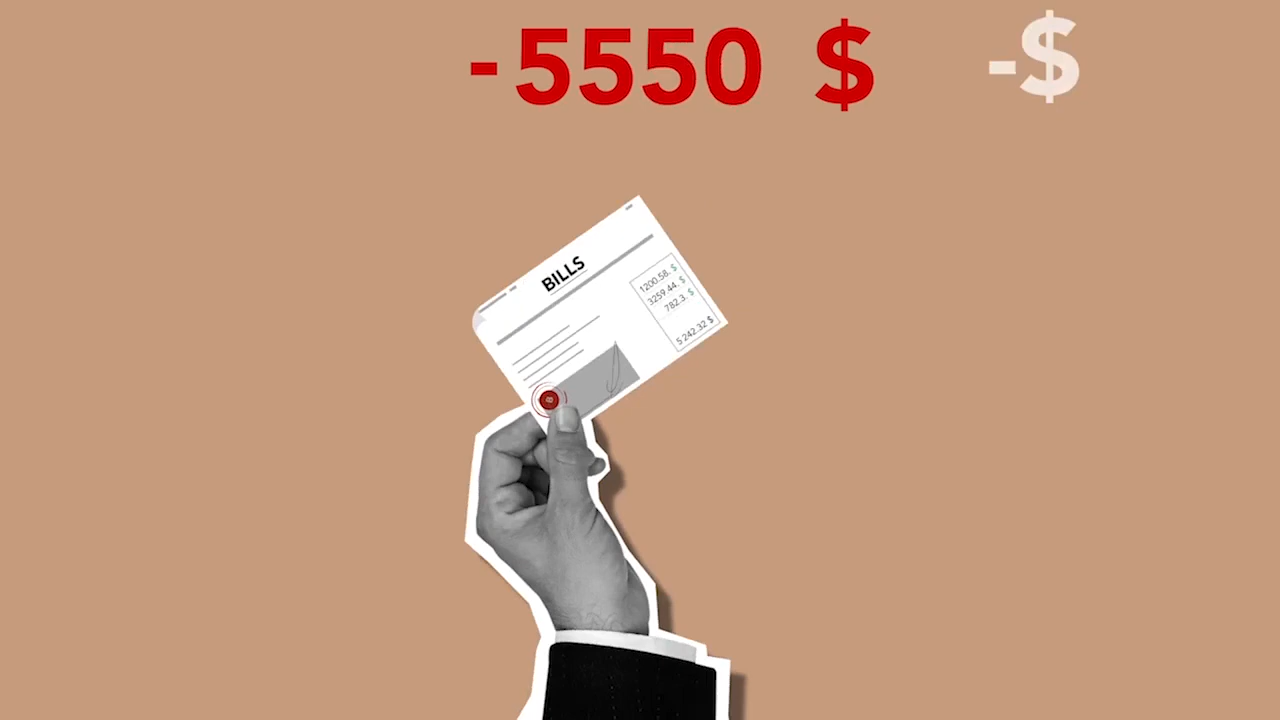 -5550 $
-$
BILLS
1200.58. $
3259.44. $
782.3. $
5 242.32 $